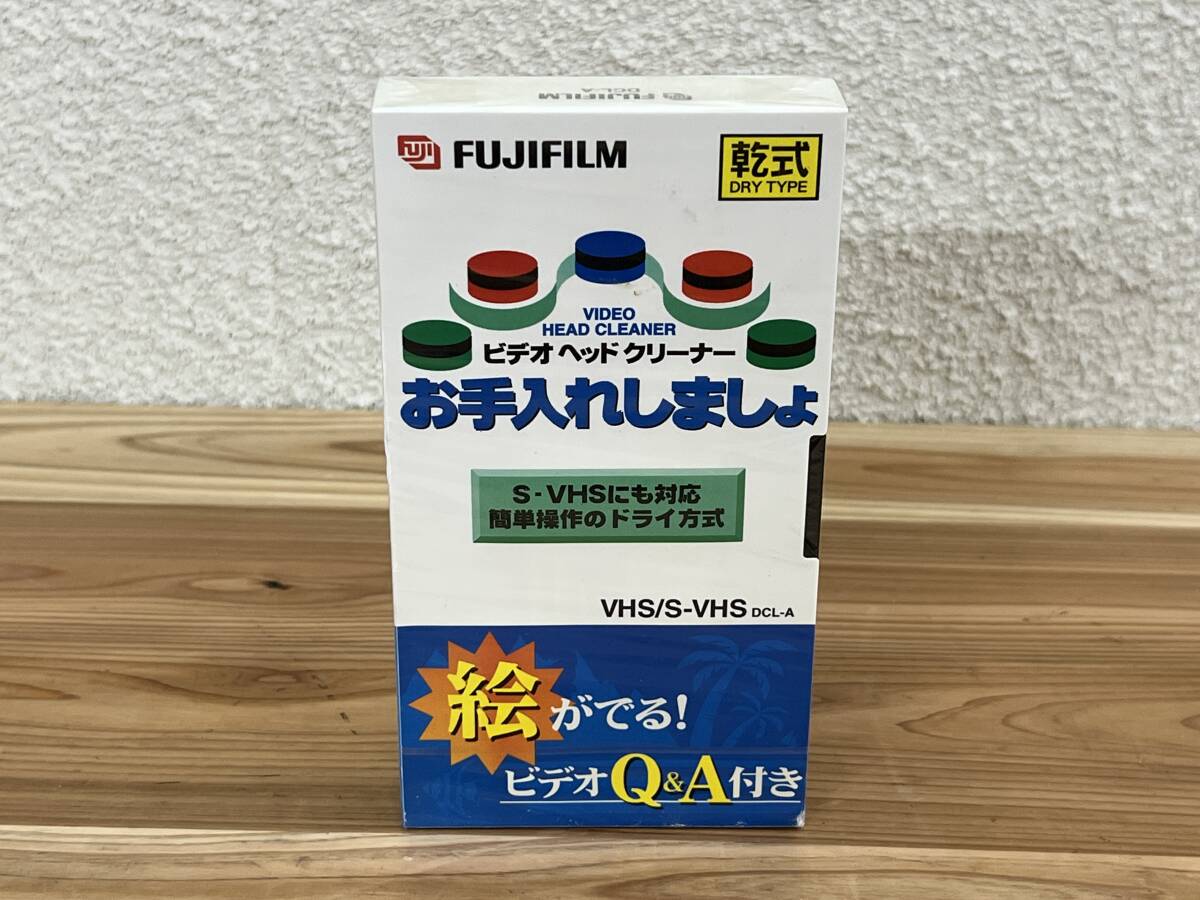 FUJIFILM
DCL-A
FUJI FUJIFILM
乾式
DRY TYPE
VIDEO
HEAD CLEANER
ビデオ ヘッド クリーナー
お手入れしましょ
S-VHSにも対応
簡単操作のドライ方式
VHS/S-VHS DCL-A
絵がでる!
ビデオQ&A付き